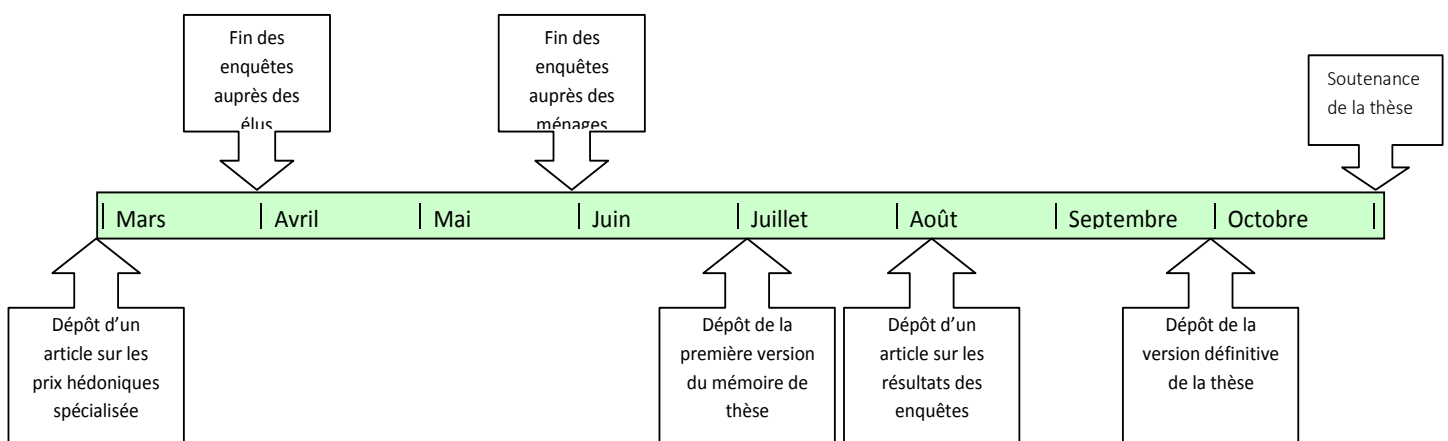 Fin des
enquêtes
auprès des
élus
Fin des
enquêtes
auprès des
ménages
Soutenance
de la thèse
Mars
Avril
Mai
Juin
Juillet
Août
Septembre
Octobre
Dépôt d’un
article sur les
prix hédoniques
spécialisée
Dépôt de la
première version
du mémoire de
thèse
Dépôt d’un
article sur les
résultats des
enquêtes
Dépôt de la
version définitive
de la thèse